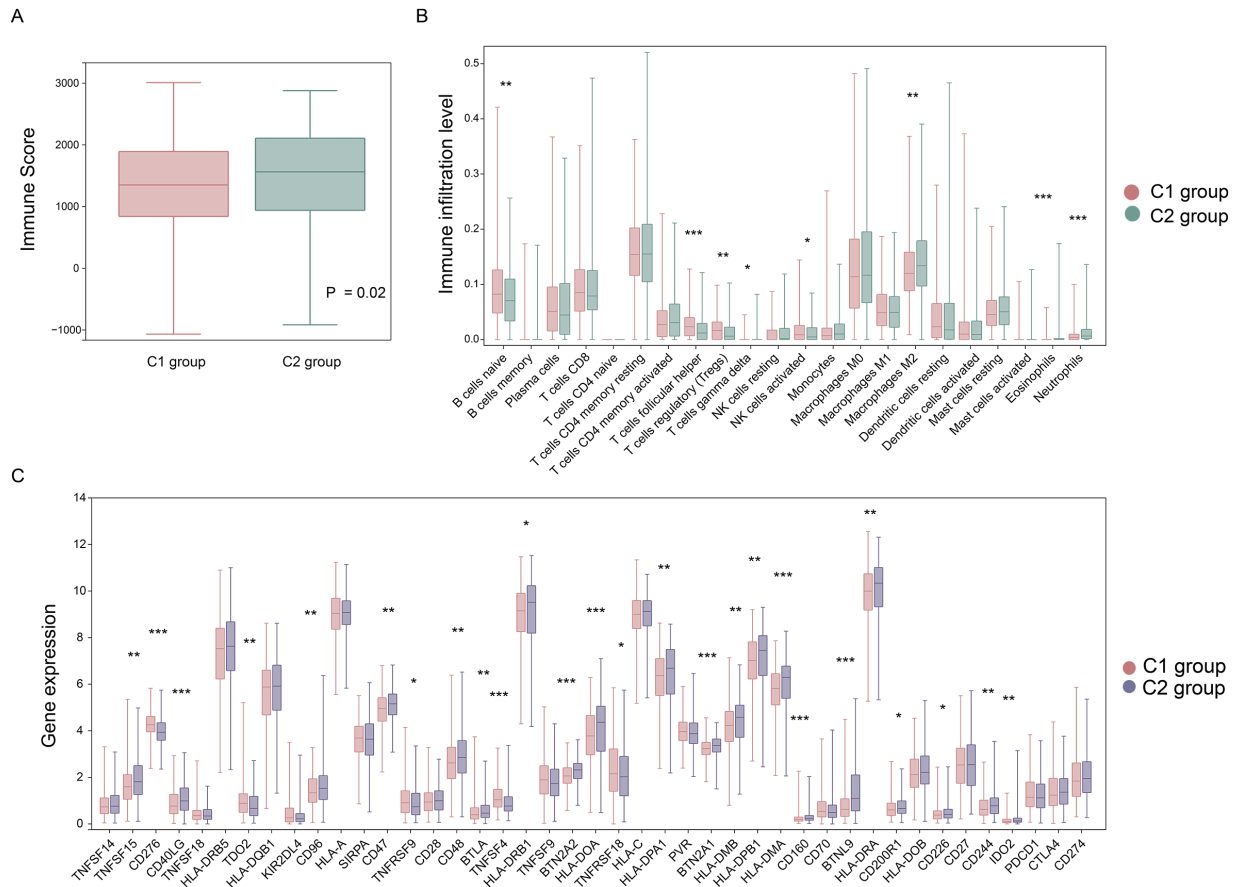 A
B
Immune Score
3000
2000
1000
0
−1000
P = 0.02
C1 group
C2 group
Immune infiltration level
0.5
0.4
0.3
0.2
0.1
0.0
**
***
**
*
*
**
***
***
B cells naive
B cells memory
Plasma cells
T cells CD8
T cells CD4 naive
T cells CD4 memory resting
T cells CD4 memory activated
T cells follicular helper
T cells regulatory (Tregs)
T cells gamma delta
NK cells resting
NK cells activated
Monocytes
Macrophages M0
Macrophages M1
Macrophages M2
Dendritic cells resting
Dendritic cells activated
Mast cells resting
Mast cells activated
Eosinophils
Neutrophils
C1 group
C2 group
C
Gene expression
14
12
10
8
6
4
2
0
**
***
***
**
**
**
*
**
**
***
*
***
***
*
**
***
**
**
***
***
***
**
*
*
**
**
TNFSF14
TNFSF15
CD276
CD40LG
TNFSF18
HLA-DRB5
TDO2
HLA-DQB1
KIR2DL4
CD96
HLA-A
SIRPA
CD47
TNFRSF9
CD28
CD48
BTLA
TNFSF4
HLA-DRB1
TNFSF9
BTN2A2
HLA-DOA
TNFRSF18
HLA-C
HLA-DPA1
PVR
BTN2A1
HLA-DMB
HLA-DPB1
HLA-DMA
CD160
CD70
BTNL9
HLA-DRA
CD200R1
HLA-DOB
CD226
CD27
CD244
IDO2
PDCD1
CTLA4
CD274
C1 group
C2 group